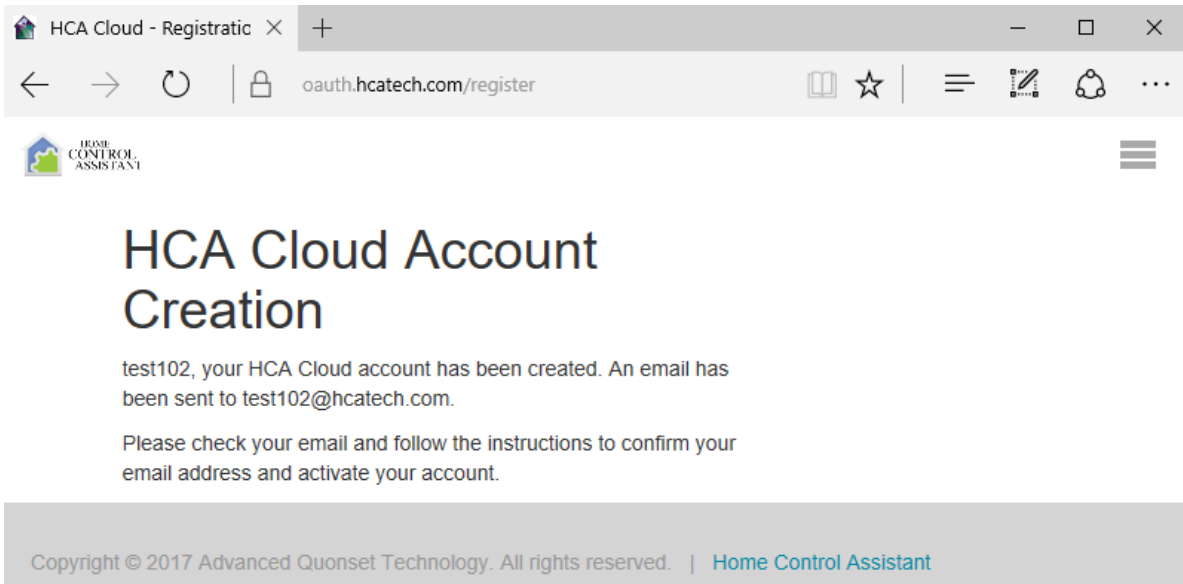 HCA Cloud - Registratic
oauth.hcatech.com/register
HOME
CONTROL
ASSISTANT
HCA Cloud Account
Creation
test102, your HCA Cloud account has been created. An email has
been sent to test102@hcatech.com.
Please check your email and follow the instructions to confirm your
email address and activate your account.
Copyright © 2017 Advanced Quonset Technology. All rights reserved. | Home Control Assistant